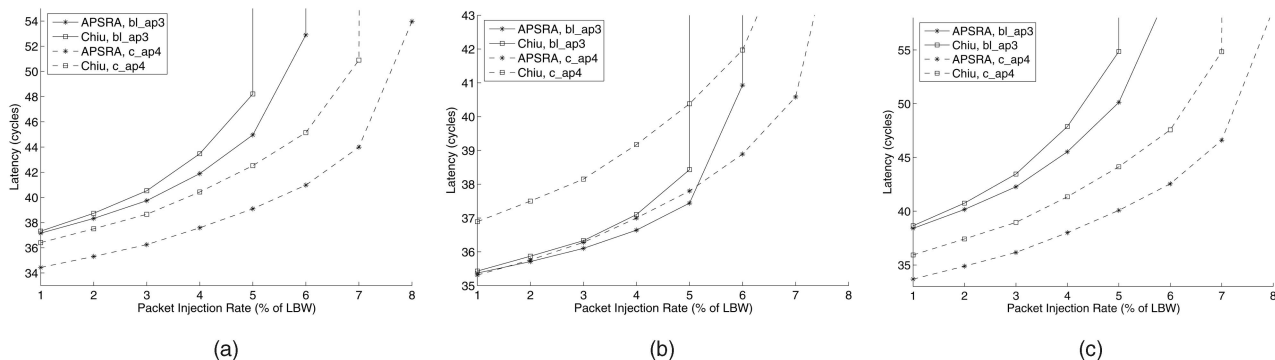 54
52
50
48
46
44
42
40
38
36
34
Latency (cycles)
APSRA, bl_ap3
Chiu, bl_ap3
APSRA, c_ap4
Chiu, c_ap4
1 2 3 4 5 6 7 8
Packet Injection Rate (% of LBW)
(a)
43
42
41
40
39
38
37
36
35
Latency (cycles)
APSRA, bl_ap3
Chiu, bl_ap3
APSRA, c_ap4
Chiu, c_ap4
1 2 3 4 5 6 7 8
Packet Injection Rate (% of LBW)
(b)
55
50
45
40
35
Latency (cycles)
APSRA, bl_ap3
Chiu, bl_ap3
APSRA, c_ap4
Chiu, c_ap4
1 2 3 4 5 6 7 8
Packet Injection Rate (% of LBW)
(c)